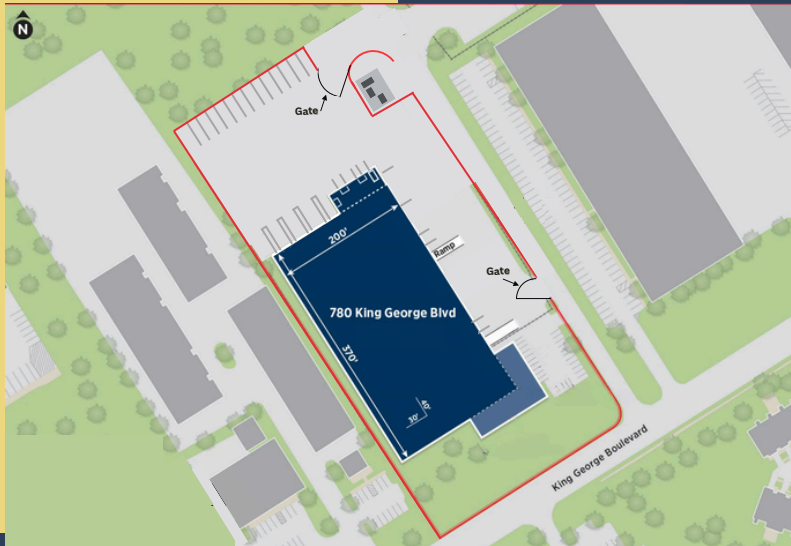 N
Gate
200'
Ramp
Gate
780 King George Blvd
370'
40'
30'
King George Boulevard